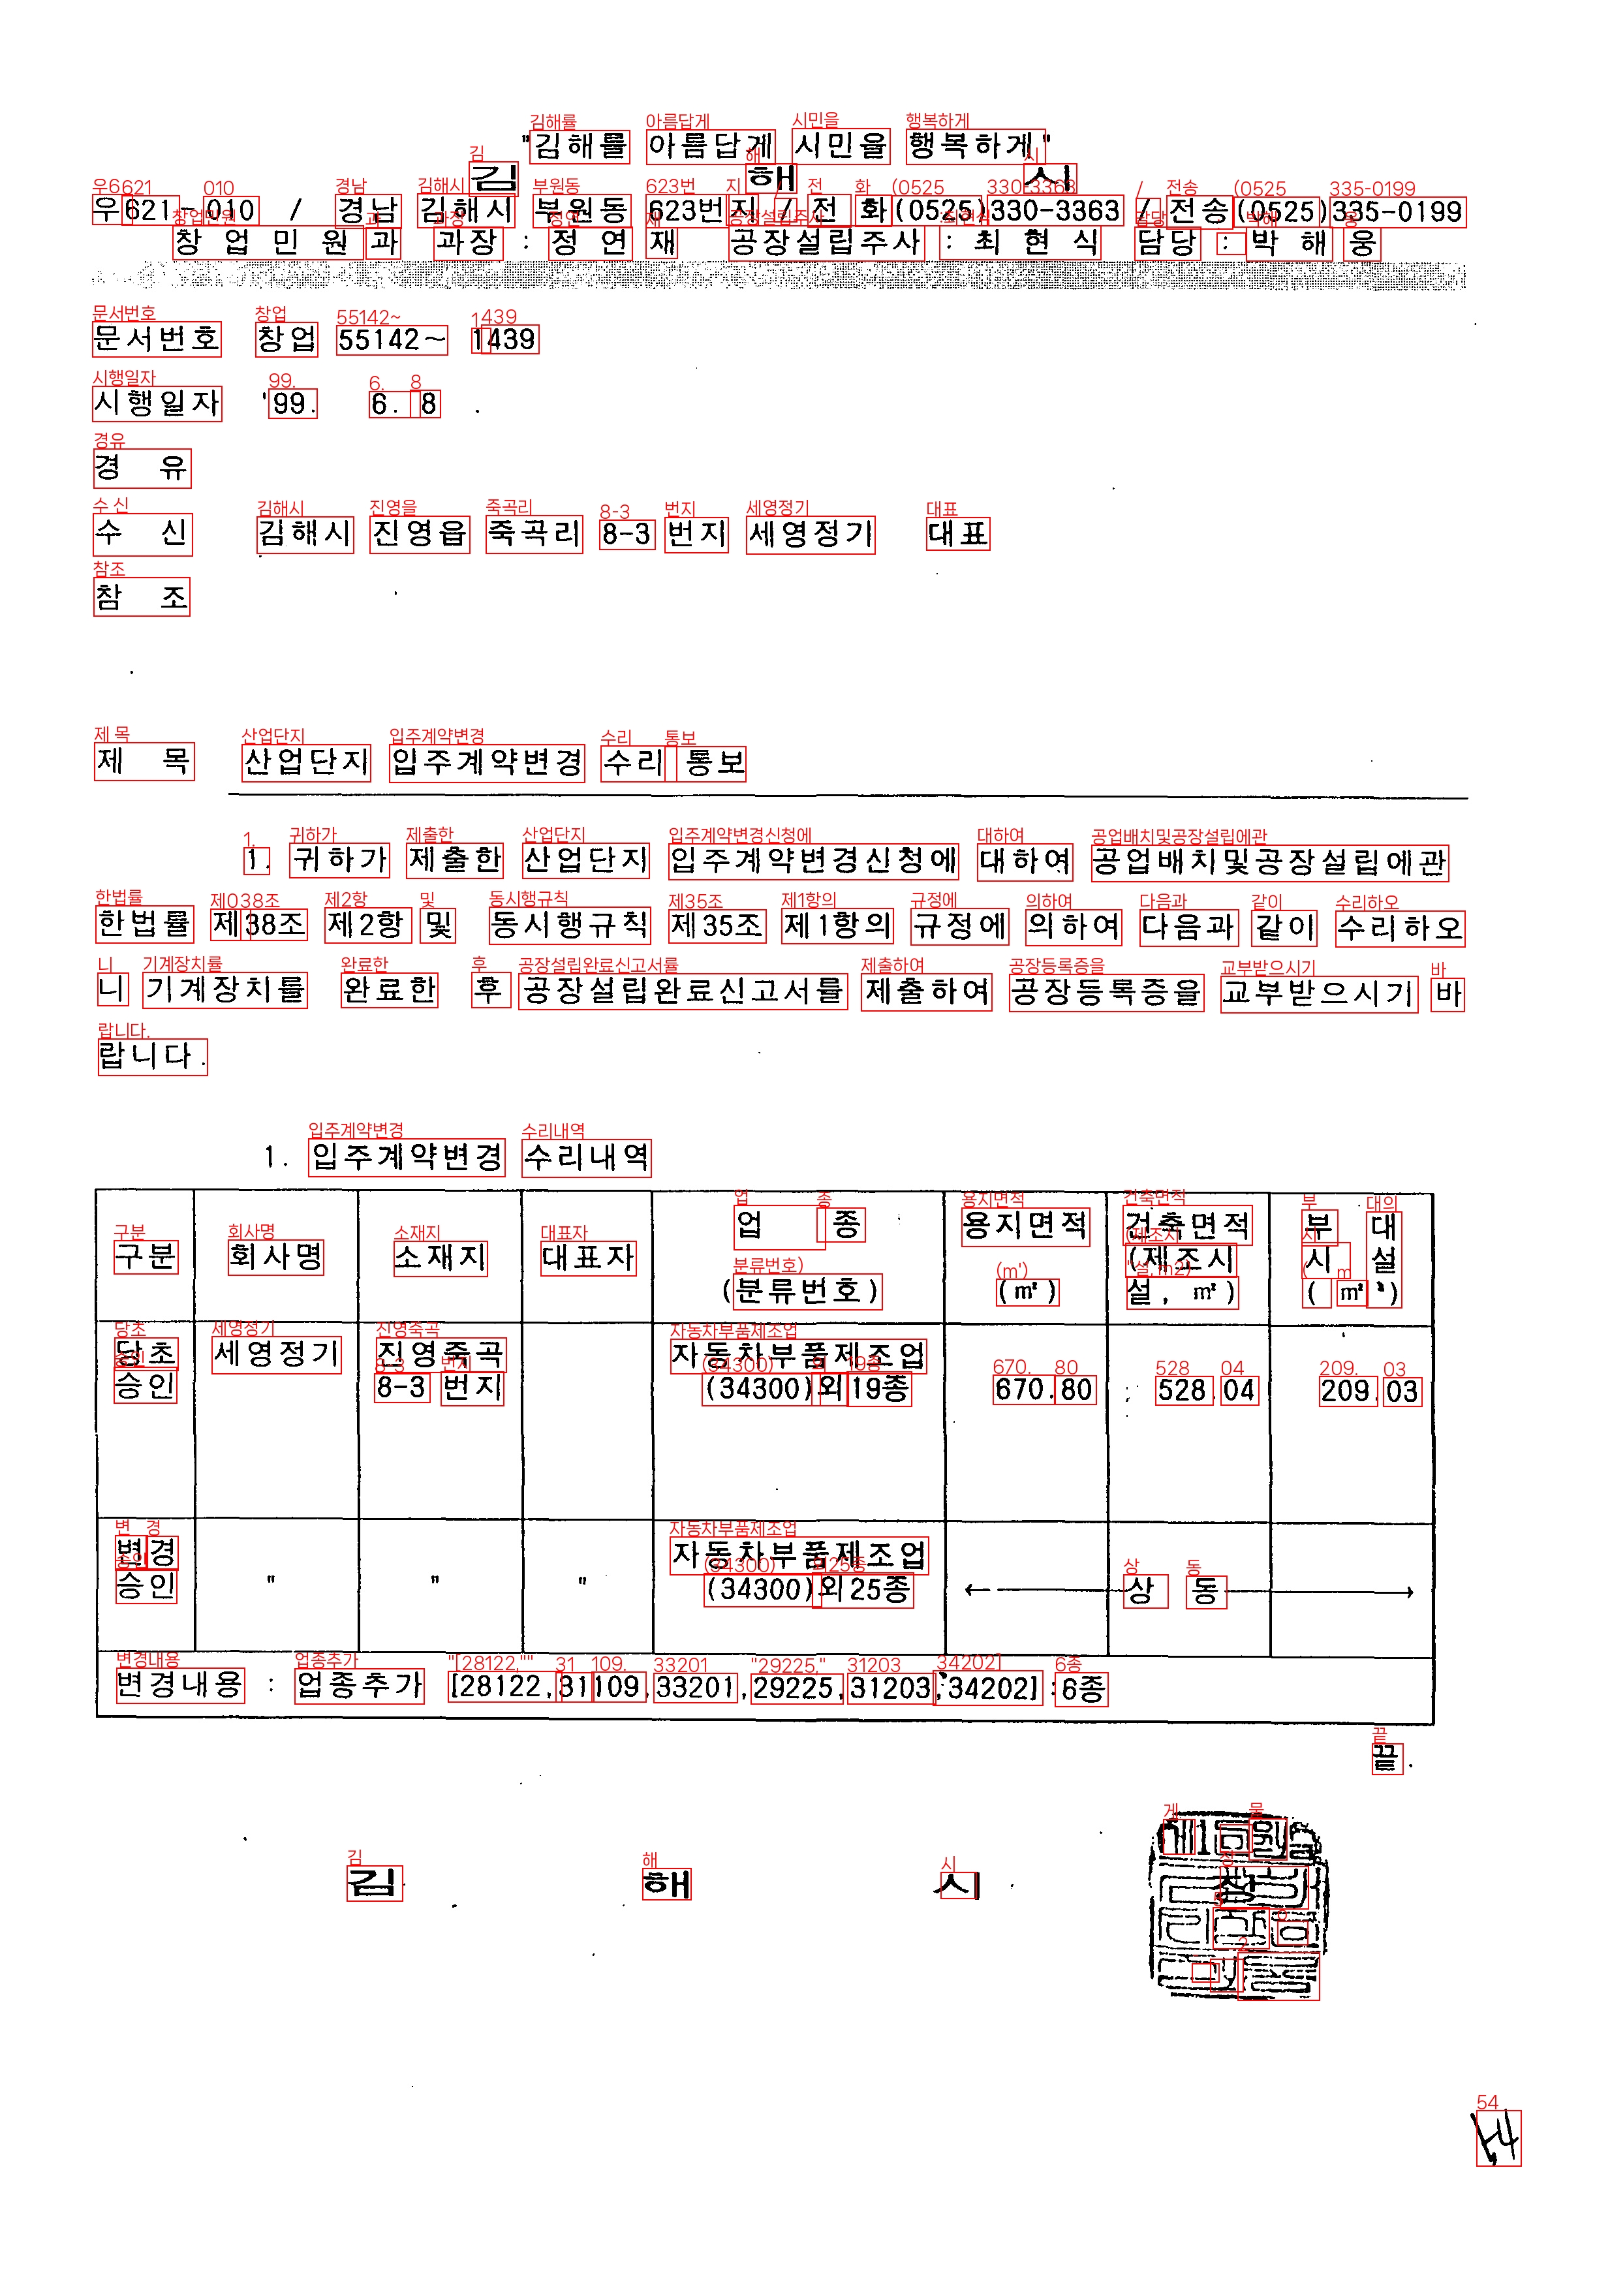 "김해를 아름답게 시민을 행복하게"
김 해 시
우621-010 / 경남 김해시 부원동 623번지 / 전 화(0525)330-3363 / 전송(0525)335-0199
창 업 민 원 과 과장 : 정 연 재 공장설립주사 : 최 현 식 담당 : 박 해 웅
문서번호 창업 55142~ 1439
시행일자 '99. 6. 8 .
경 유
수 신 김해시 진영읍 죽곡리 8-3 번지 세영정기 대표
참 조
제 목 산업단지 입주계약변경 수리 통보
1. 귀하가 제출한 산업단지 입주계약변경신청에 대하여 공업배치및공장설립에관
한법률 제38조 제2항 및 동시행규칙 제35조 제1항의 규정에 의하여 다음과 같이 수리하오
니 기계장치를 완료한 후 공장설립완료신고서를 제출하여 공장등록증을 교부받으시기 바
랍니다.
1. 입주계약변경 수리내역
구분 회사명 소재지 대표자 업 종 (분류번호) 용지면적 (㎡) 건축면적 (제조시설, ㎡) 부대시설 (㎡)
당초승인 세영정기 진영죽곡 8-3 번지 자동차부품제조업 (34300)외19종 670.80 528.04 209.03
변경승인 " " " 자동차부품제조업 (34300)외25종 ← 상 동 →
변경내용 : 업종추가 [28122,31109,33201,29225,31203,34202] :6종
끝.
김 해 시
54